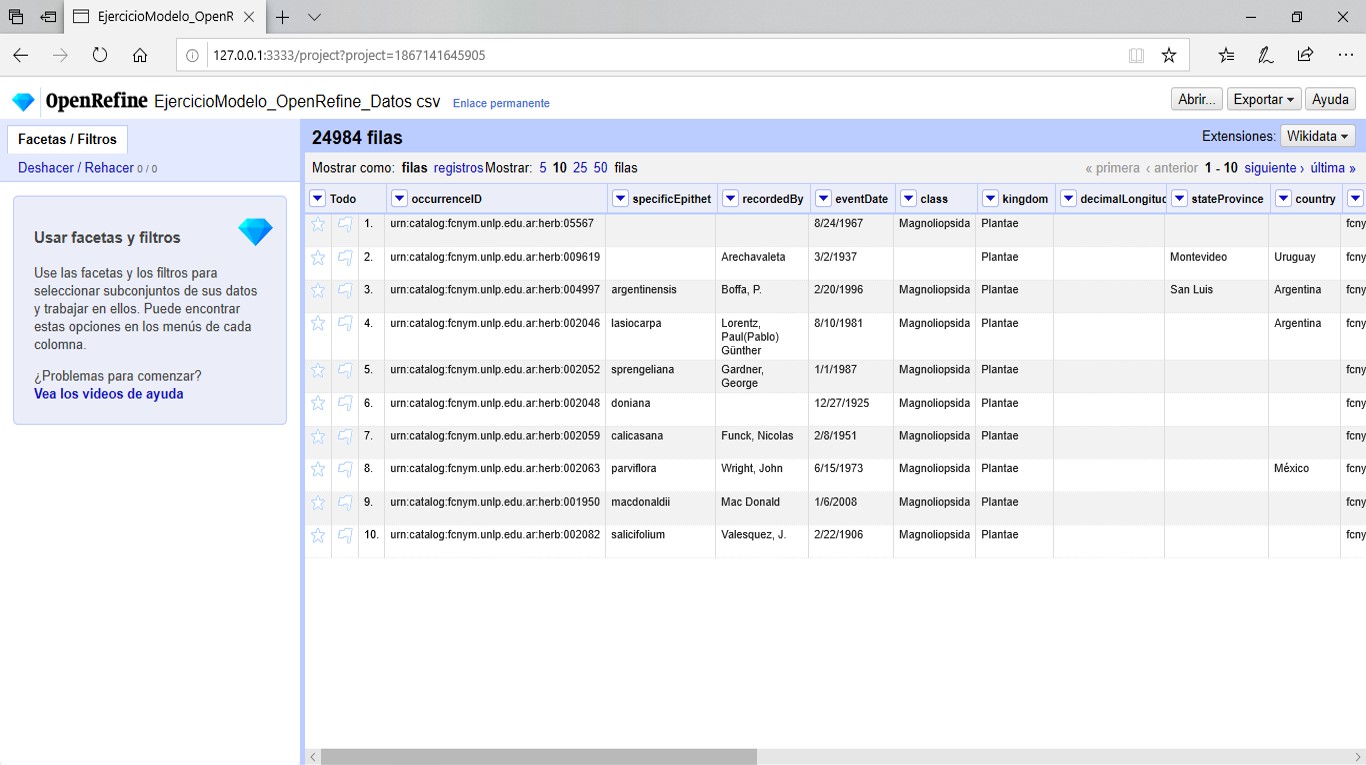 EjercicioModelo_OpenR
127.0.0.1:3333/project?project=1867141645905
OpenRefine EjercicioModelo_OpenRefine_Datos csv Enlace permanente
Abrir... Exportar Ayuda
Facetas / Filtros
Deshacer / Rehacer 0 / 0
Usar facetas y filtros
Use las facetas y los filtros para
seleccionar subconjuntos de sus datos
y trabajar en ellos. Puede encontrar
estas opciones en los menús de cada
colomna.
¿Problemas para comenzar?
Vea los videos de ayuda
24984 filas
Extensiones: Wikidata
Mostrar como: filas registros Mostrar: 5 10 25 50 filas
« primera ‹ anterior 1 - 10 siguiente › última »
Todo occurrenceID specificEpithet recordedBy eventDate class kingdom decimalLongitud stateProvince country
1. urn:catalog:fcnym.unlp.edu.ar:herb:05567 8/24/1967 Magnoliopsida Plantae fcny
2. urn:catalog:fcnym.unlp.edu.ar:herb:009619 Arechavaleta 3/2/1937 Plantae Montevideo Uruguay fcny
3. urn:catalog:fcnym.unlp.edu.ar:herb:004997 argentinensis Boffa, P. 2/20/1996 Magnoliopsida Plantae San Luis Argentina fcny
4. urn:catalog:fcnym.unlp.edu.ar:herb:002046 lasiocarpa Lorentz, 8/10/1981 Magnoliopsida Plantae Argentina fcny
Paul(Pablo)
Günther
5. urn:catalog:fcnym.unlp.edu.ar:herb:002052 sprengeliana Gardner, 1/1/1987 Magnoliopsida Plantae fcny
George
6. urn:catalog:fcnym.unlp.edu.ar:herb:002048 doniana 12/27/1925 Magnoliopsida Plantae fcny
7. urn:catalog:fcnym.unlp.edu.ar:herb:002059 calicasana Funck, Nicolas 2/8/1951 Magnoliopsida Plantae fcny
8. urn:catalog:fcnym.unlp.edu.ar:herb:002063 parviflora Wright, John 6/15/1973 Magnoliopsida Plantae México fcny
9. urn:catalog:fcnym.unlp.edu.ar:herb:001950 macdonaldii Mac Donald 1/6/2008 Magnoliopsida Plantae fcny
10. urn:catalog:fcnym.unlp.edu.ar:herb:002082 salicifolium Valesquez, J. 2/22/1906 Magnoliopsida Plantae fcny